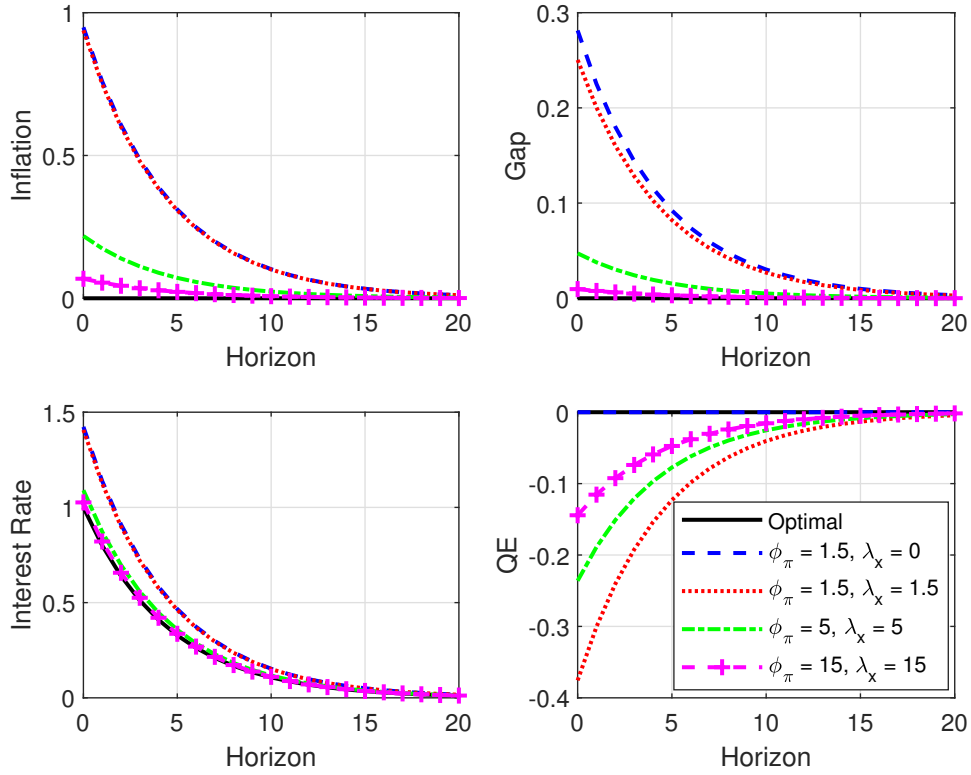 1
0.5
0
Inflation
0 5 10 15 20
Horizon
0.3
0.2
0.1
0
Gap
0 5 10 15 20
Horizon
1.5
1
0.5
0
Interest Rate
0 5 10 15 20
Horizon
0
-0.1
-0.2
-0.3
-0.4
QE
Optimal
ϕπ = 1.5, λx = 0
ϕπ = 1.5, λx = 1.5
ϕπ = 5, λx = 5
ϕπ = 15, λx = 15
0 5 10 15 20
Horizon